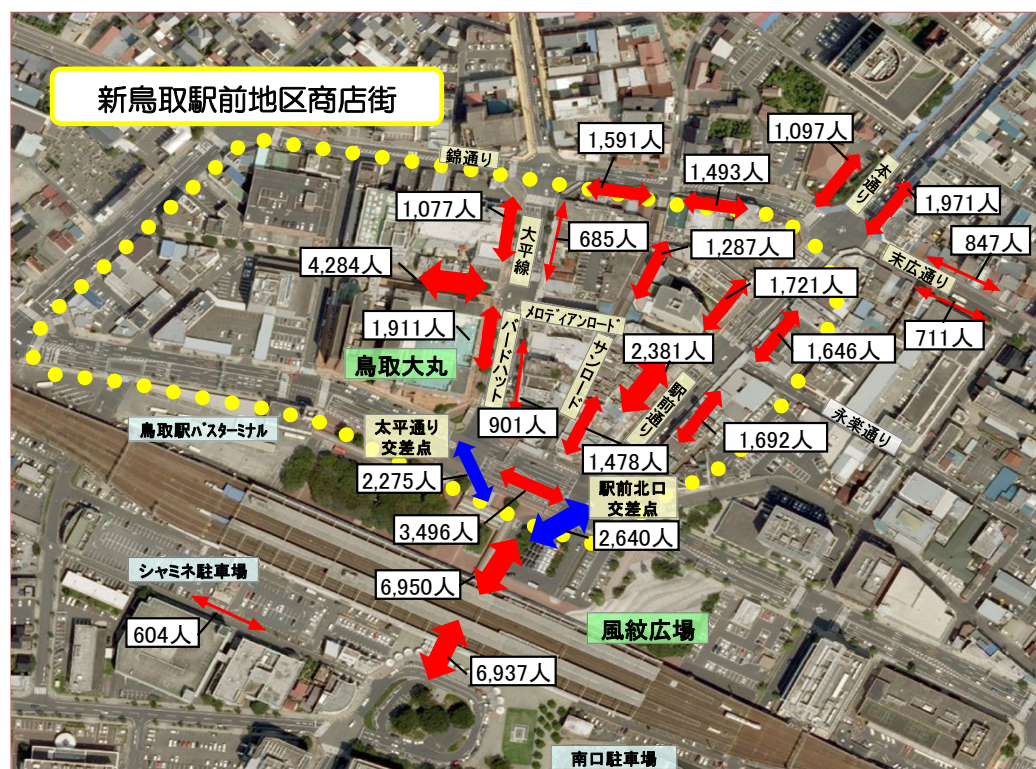 新鳥取駅前地区商店街
錦通り
1,591人
1,493人
1,097人
本通り
1,971人
1,077人
大平線
685人
1,287人
847人
末広通り
4,284人
1,721人
711人
1,911人
メロディアンロード
バードハット
サンロード
2,381人
1,646人
鳥取大丸
駅前通り
永楽通り
鳥取駅バスターミナル
太平通り
交差点
901人
1,478人
1,692人
2,275人
駅前北口
交差点
3,496人
2,640人
シャミネ駐車場
6,950人
604人
風紋広場
6,937人
南口駐車場